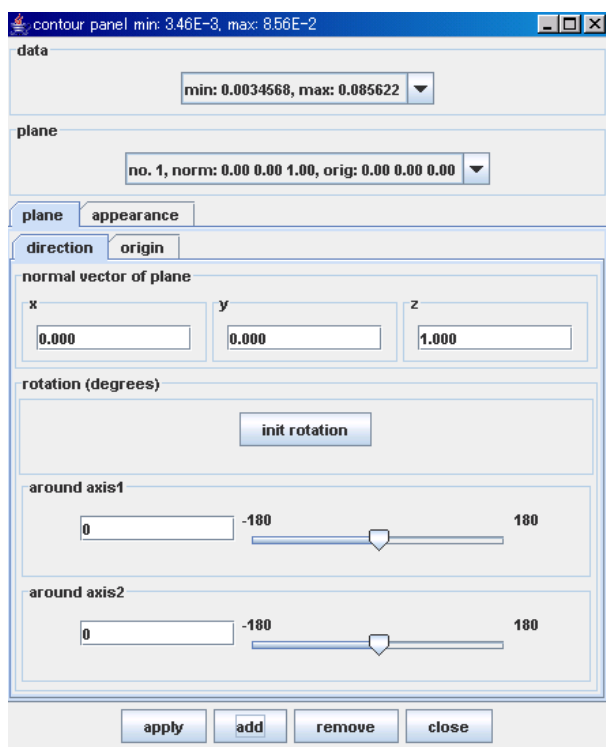 contour panel min: 3.46E-3, max: 8.56E-2
data
min: 0.0034568, max: 0.085622
plane
no. 1, norm: 0.00 0.00 1.00, orig: 0.00 0.00 0.00
plane appearance
direction origin
normal vector of plane
x y z
0.000 0.000 1.000
rotation (degrees)
init rotation
around axis1
0 -180 180
around axis2
0 -180 180
apply add remove close